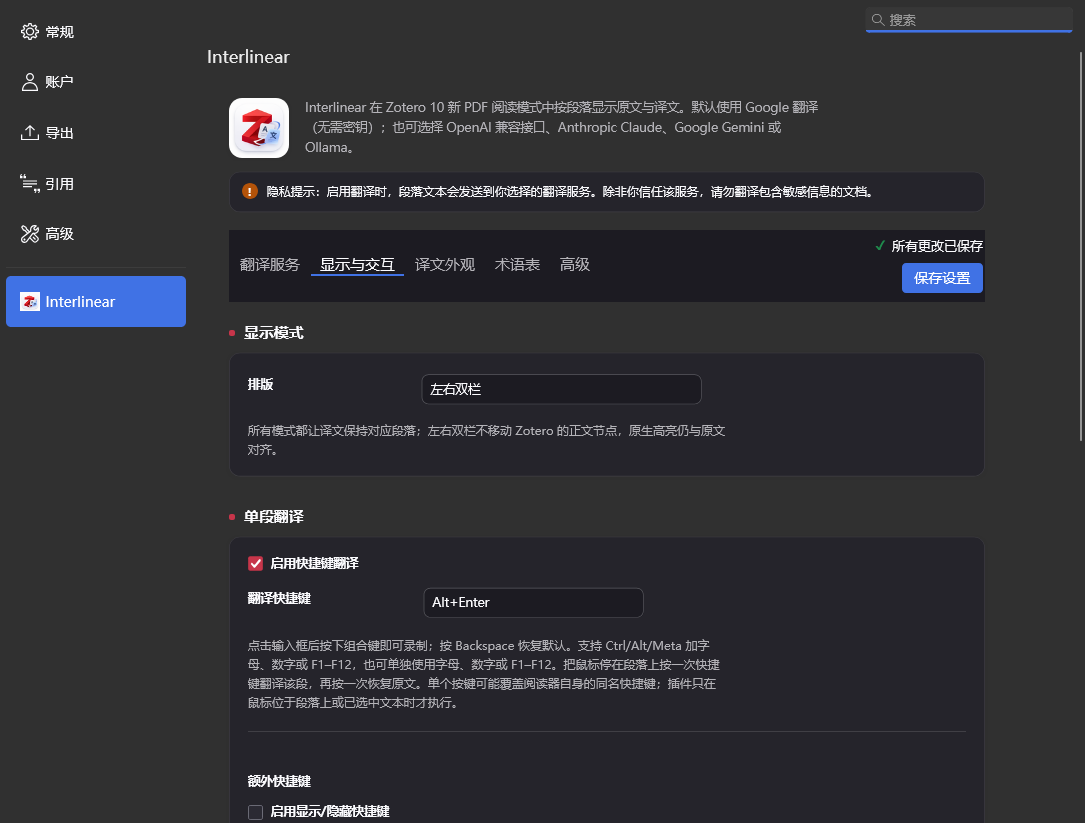 常规
账户
导出
引用
高级
Interlinear
搜索
Interlinear
Interlinear 在 Zotero 10 新 PDF 阅读模式中按段落显示原文与译文。默认使用 Google 翻译
（无需密钥）；也可选择 OpenAI 兼容接口、Anthropic Claude、Google Gemini 或
Ollama。
隐私提示：启用翻译时，段落文本会发送到你选择的翻译服务。除非你信任该服务，请勿翻译包含敏感信息的文档。
翻译服务 显示与交互 译文外观 术语表 高级
✓ 所有更改已保存
保存设置
显示模式
排版 左右双栏
所有模式都让译文保持对应段落；左右双栏不移动 Zotero 的正文节点，原生高亮仍与原文
对齐。
单段翻译
启用快捷键翻译
翻译快捷键 Alt+Enter
点击输入框后按下组合键即可录制；按 Backspace 恢复默认。支持 Ctrl/Alt/Meta 加字
母、数字或 F1–F12，也可单独使用字母、数字或 F1–F12。把鼠标停在段落上按一次快捷
键翻译该段，再按一次恢复原文。单个按键可能覆盖阅读器自身的同名快捷键；插件只在
鼠标位于段落上或已选中文本时才执行。
额外快捷键
启用显示/隐藏快捷键